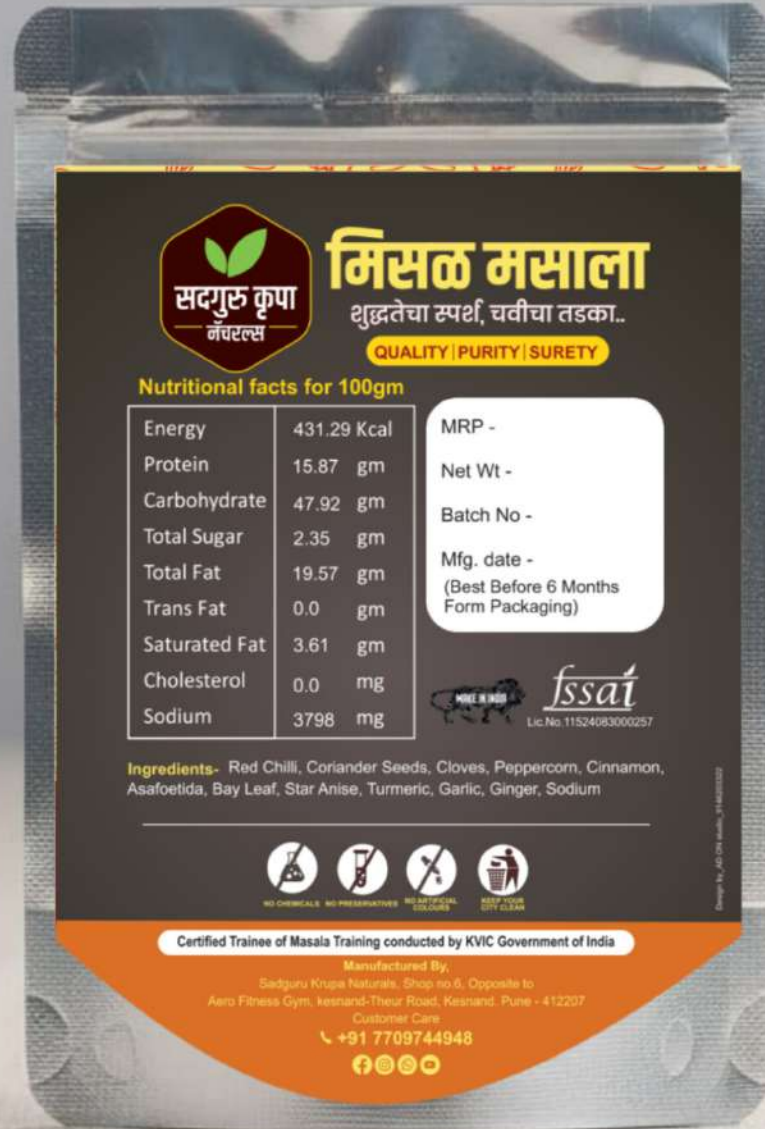 सदगुरु कृपा
नॅचरल्स
मिसळ मसाला
शुद्धतेचा स्पर्श, चवीचा तडका..
QUALITY | PURITY | SURETY
Nutritional facts for 100gm
Energy 431.29 Kcal
Protein 15.87 gm
Carbohydrate 47.92 gm
Total Sugar 2.35 gm
Total Fat 19.57 gm
Trans Fat 0.0 gm
Saturated Fat 3.61 gm
Cholesterol 0.0 mg
Sodium 3798 mg
MRP -
Net Wt -
Batch No -
Mfg. date -
(Best Before 6 Months
Form Packaging)
MAKE IN INDIA
fssai
Lic.No.11524083000257
Ingredients- Red Chilli, Coriander Seeds, Cloves, Peppercorn, Cinnamon,
Asafoetida, Bay Leaf, Star Anise, Turmeric, Garlic, Ginger, Sodium
NO CHEMICALS
NO PRESERVATIVES
NO ARTIFICIAL
COLOURS
KEEP YOUR
CITY CLEAN
Certified Trainee of Masala Training conducted by KVIC Government of India
Manufactured By,
Sadguru Krupa Naturals, Shop no.6, Opposite to
Aero Fitness Gym, kesnand-Theur Road, Kesnand. Pune - 412207
Customer Care
+91 7709744948